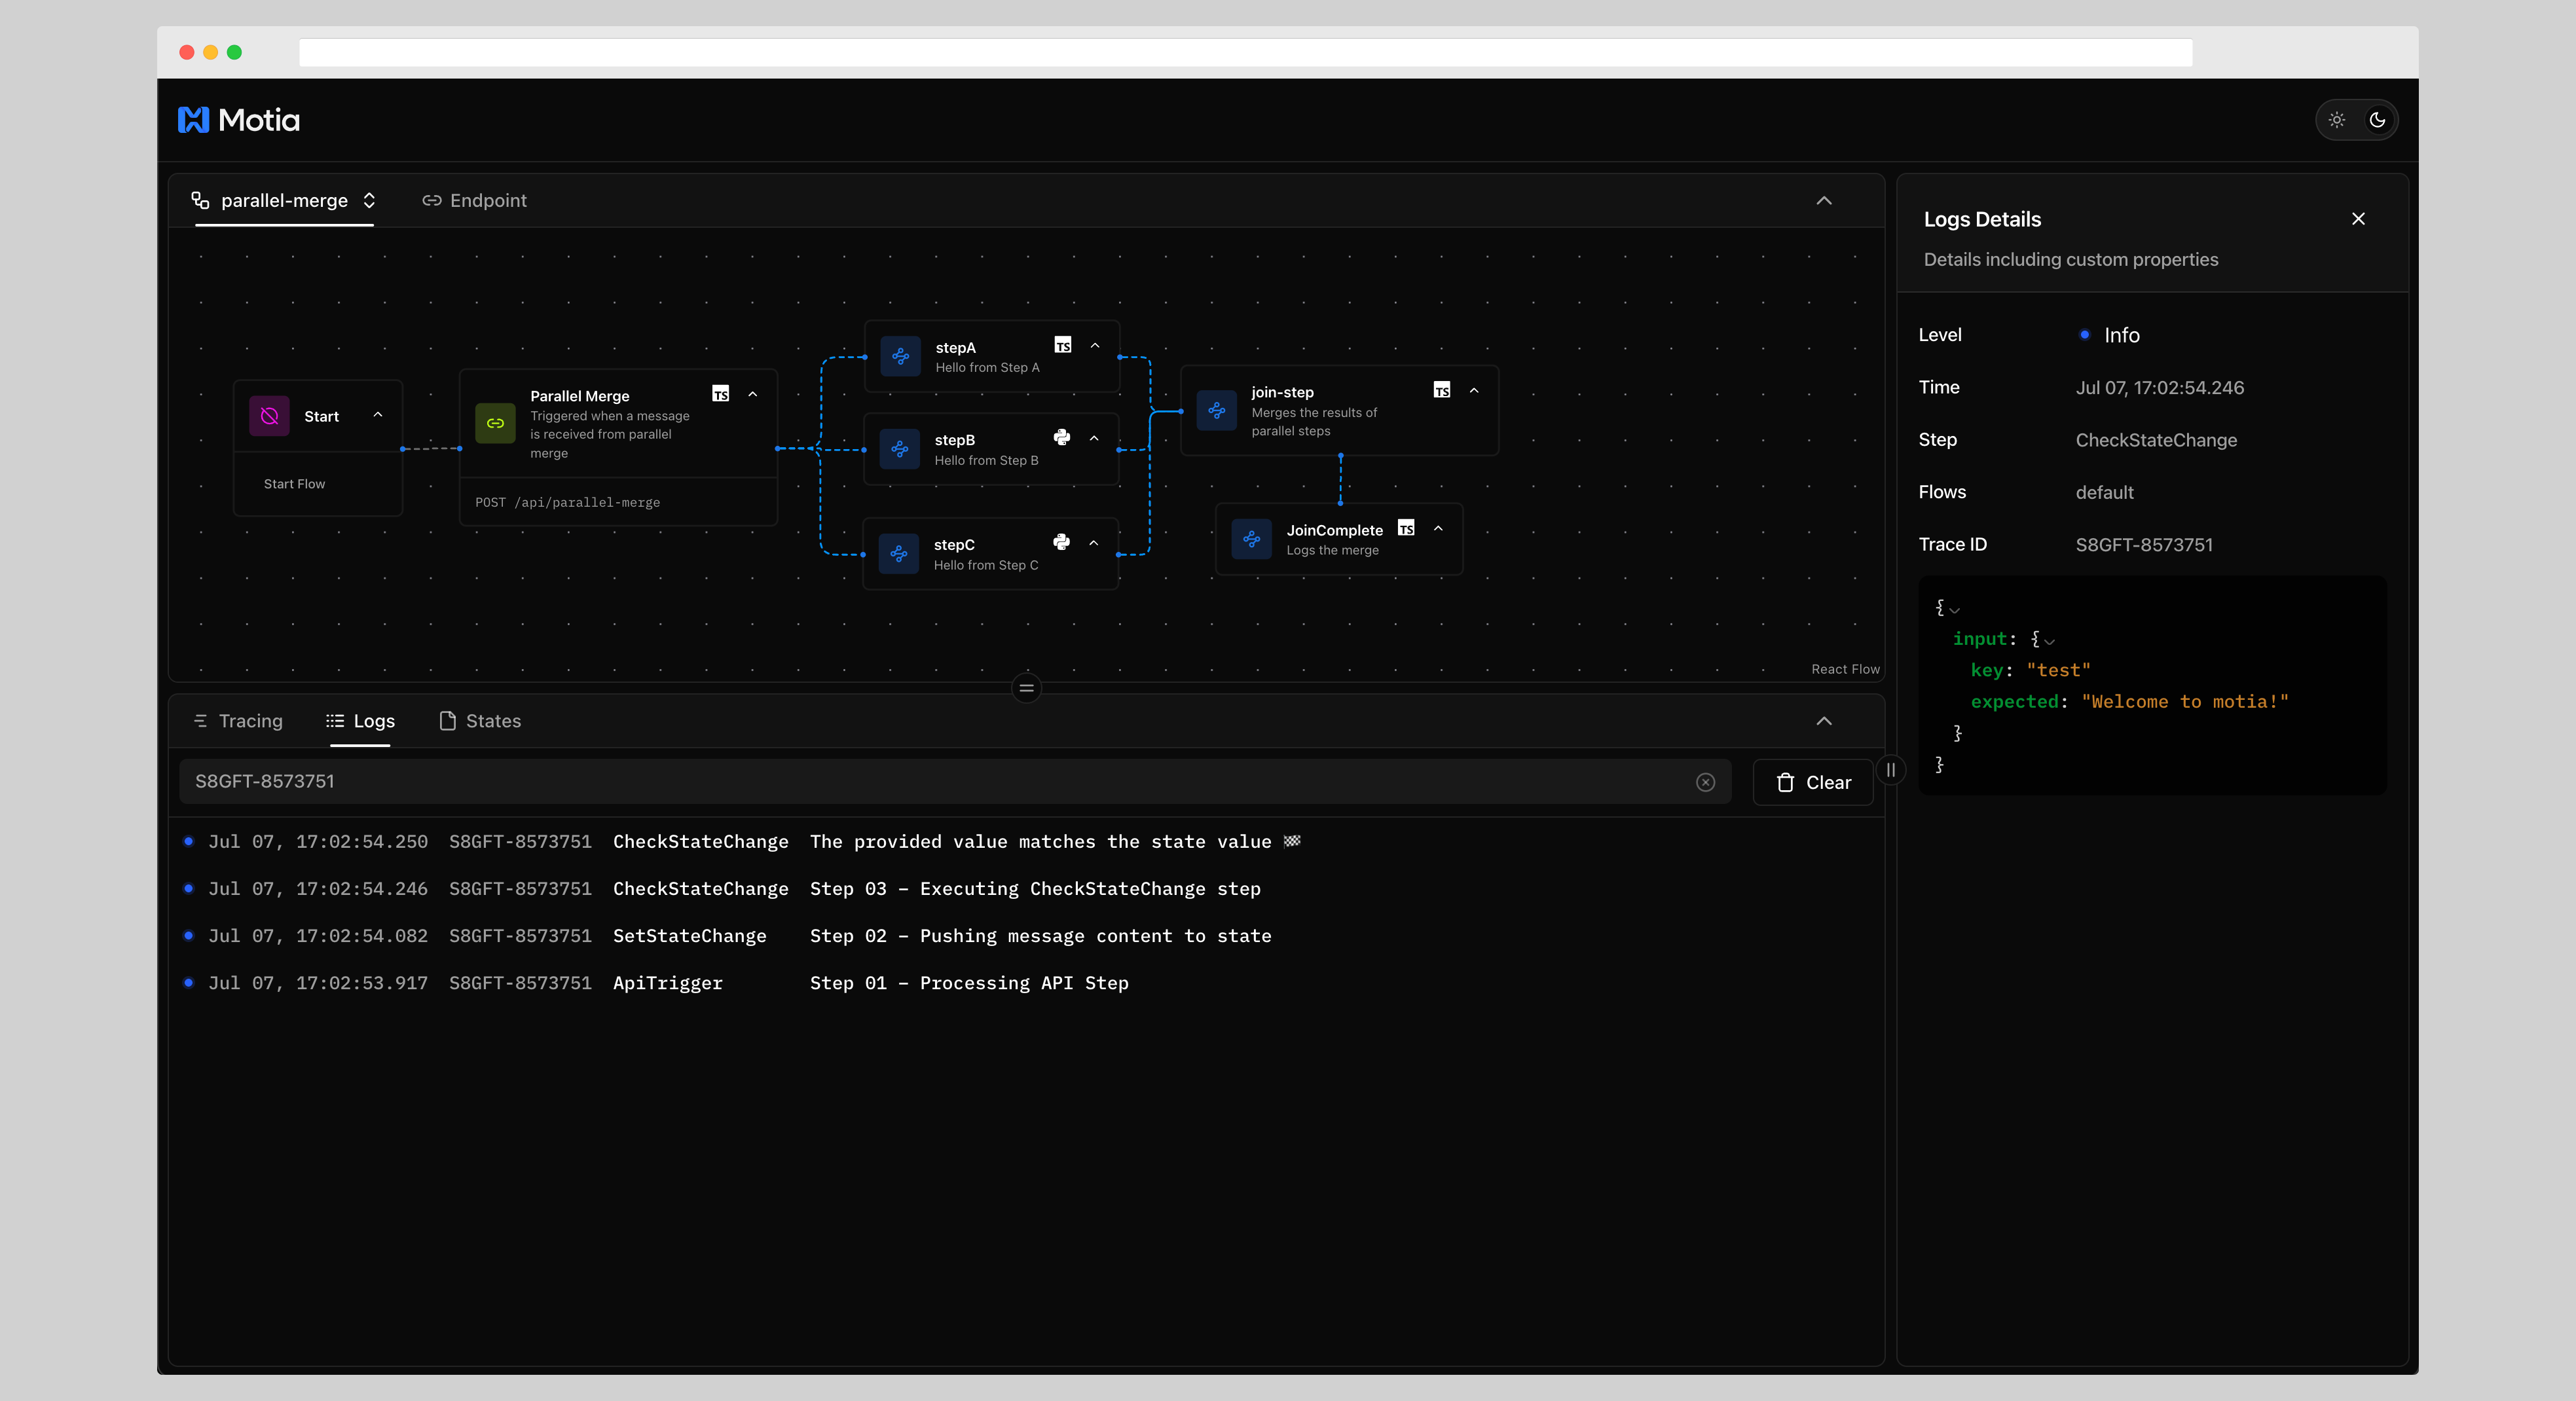 Motia
parallel-merge
Endpoint
Start
Start Flow
Parallel Merge
TS
Triggered when a message
is received from parallel
merge
POST /api/parallel-merge
stepA
TS
Hello from Step A
stepB
Hello from Step B
stepC
Hello from Step C
join-step
TS
Merges the results of
parallel steps
JoinComplete
TS
Logs the merge
React Flow
Tracing
Logs
States
S8GFT-8573751
Clear
Jul 07, 17:02:54.250 S8GFT-8573751 CheckStateChange The provided value matches the state value 🏁
Jul 07, 17:02:54.246 S8GFT-8573751 CheckStateChange Step 03 – Executing CheckStateChange step
Jul 07, 17:02:54.082 S8GFT-8573751 SetStateChange Step 02 – Pushing message content to state
Jul 07, 17:02:53.917 S8GFT-8573751 ApiTrigger Step 01 – Processing API Step
Logs Details
Details including custom properties
Level Info
Time Jul 07, 17:02:54.246
Step CheckStateChange
Flows default
Trace ID S8GFT-8573751
{
input: {
key: "test"
expected: "Welcome to motia!"
}
}